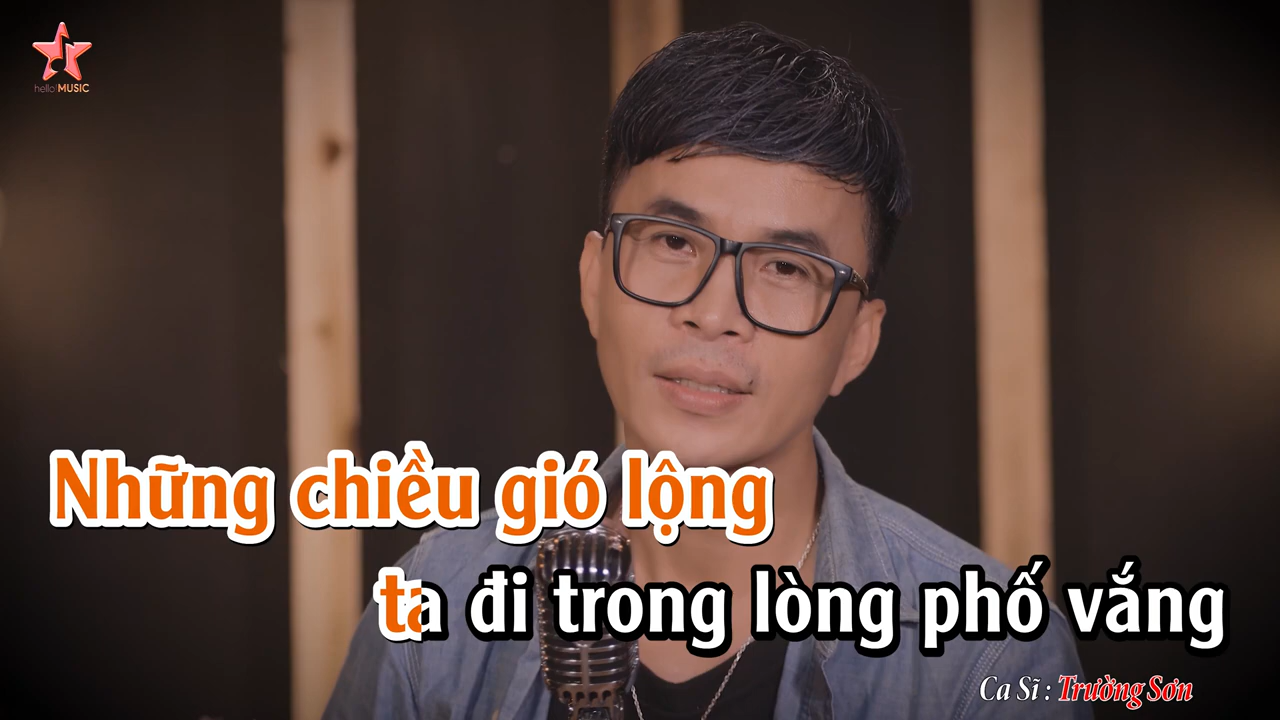 hello!MUSIC
Những chiều gió lộng
ta đi trong lòng phố vắng
Ca Sĩ : Trường Sơn